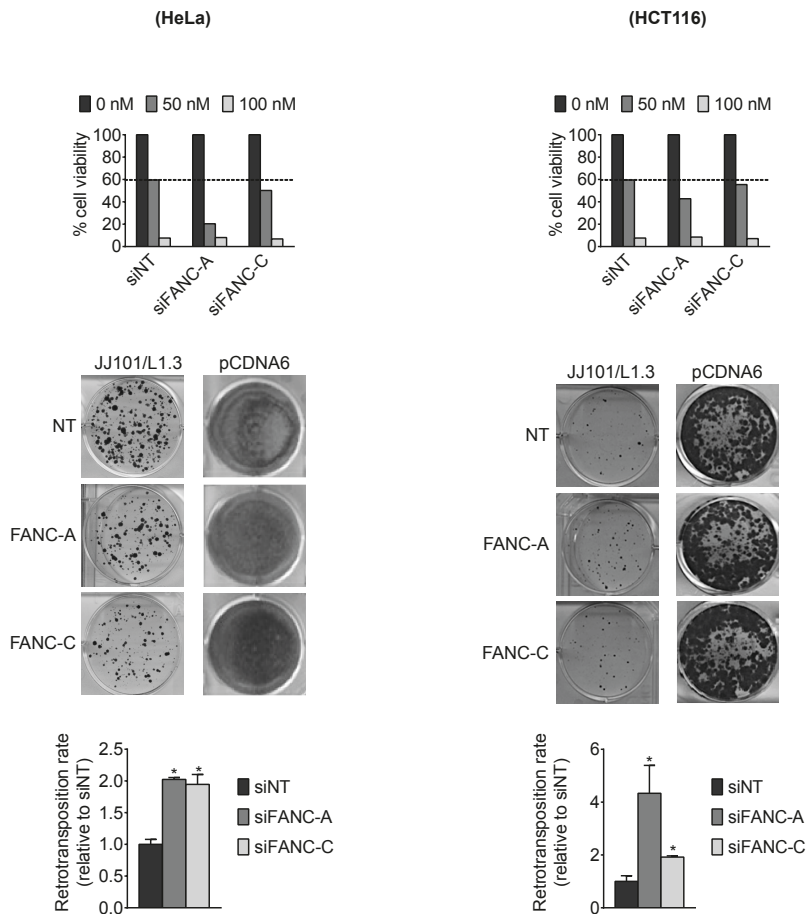 (HeLa)
0 nM 50 nM 100 nM
% cell viability
100
80
60
40
20
0
siNT
siFANC-A
siFANC-C
JJ101/L1.3 pCDNA6
NT
FANC-A
FANC-C
Retrotransposition rate
(relative to siNT)
2.5
2.0
1.5
1.0
0.5
0.0
* *
siNT
siFANC-A
siFANC-C
(HCT116)
0 nM 50 nM 100 nM
% cell viability
100
80
60
40
20
0
siNT
siFANC-A
siFANC-C
JJ101/L1.3 pCDNA6
NT
FANC-A
FANC-C
Retrotransposition rate
(relative to siNT)
6
4
2
0
*
*
siNT
siFANC-A
siFANC-C